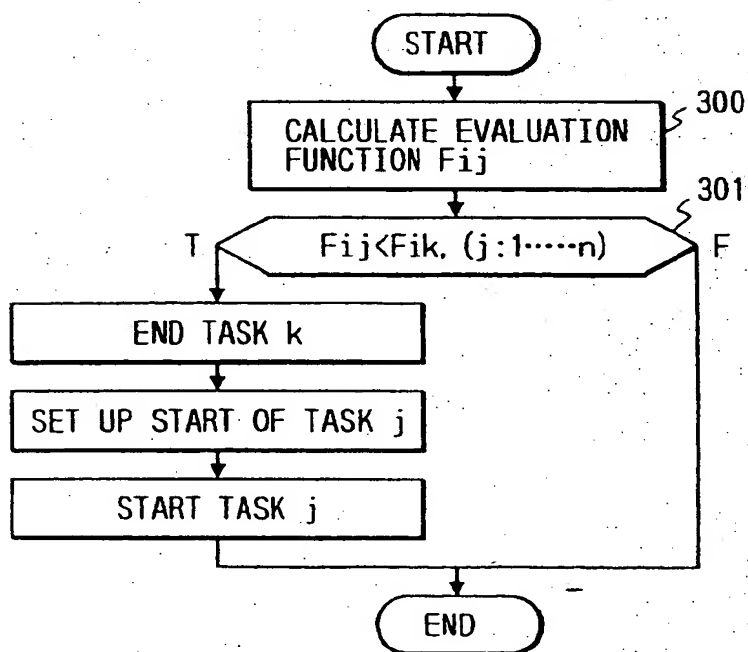 START
300
CALCULATE EVALUATION
FUNCTION Fij
301
T
Fij<Fik, (j:1·····n)
F
END TASK k
SET UP START OF TASK j
START TASK j
END